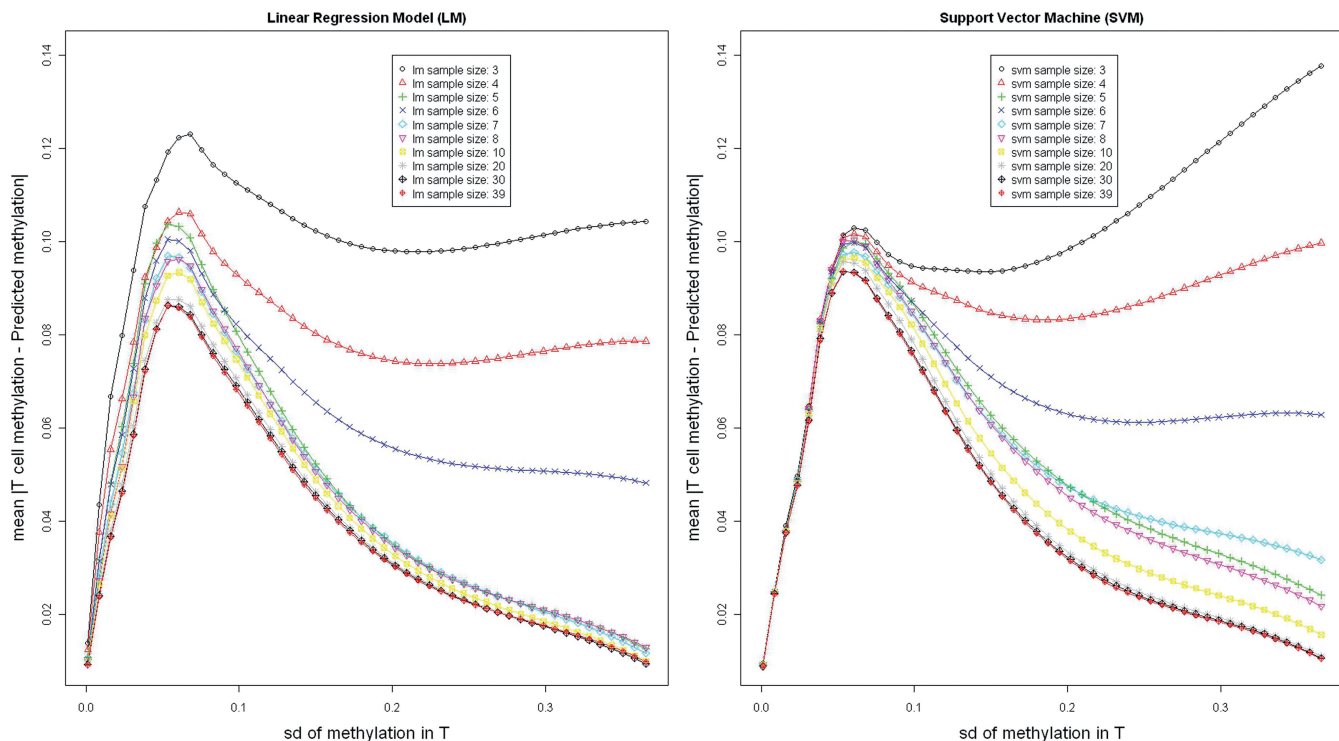 Linear Regression Model (LM)
mean |T cell methylation - Predicted methylation|
0.14
0.12
0.10
0.08
0.06
0.04
0.02
lm sample size: 3
lm sample size: 4
lm sample size: 5
lm sample size: 6
lm sample size: 7
lm sample size: 8
lm sample size: 10
lm sample size: 20
lm sample size: 30
lm sample size: 39
0.0 0.1 0.2 0.3
sd of methylation in T
Support Vector Machine (SVM)
mean |T cell methylation - Predicted methylation|
0.14
0.12
0.10
0.08
0.06
0.04
0.02
svm sample size: 3
svm sample size: 4
svm sample size: 5
svm sample size: 6
svm sample size: 7
svm sample size: 8
svm sample size: 10
svm sample size: 20
svm sample size: 30
svm sample size: 39
0.0 0.1 0.2 0.3
sd of methylation in T